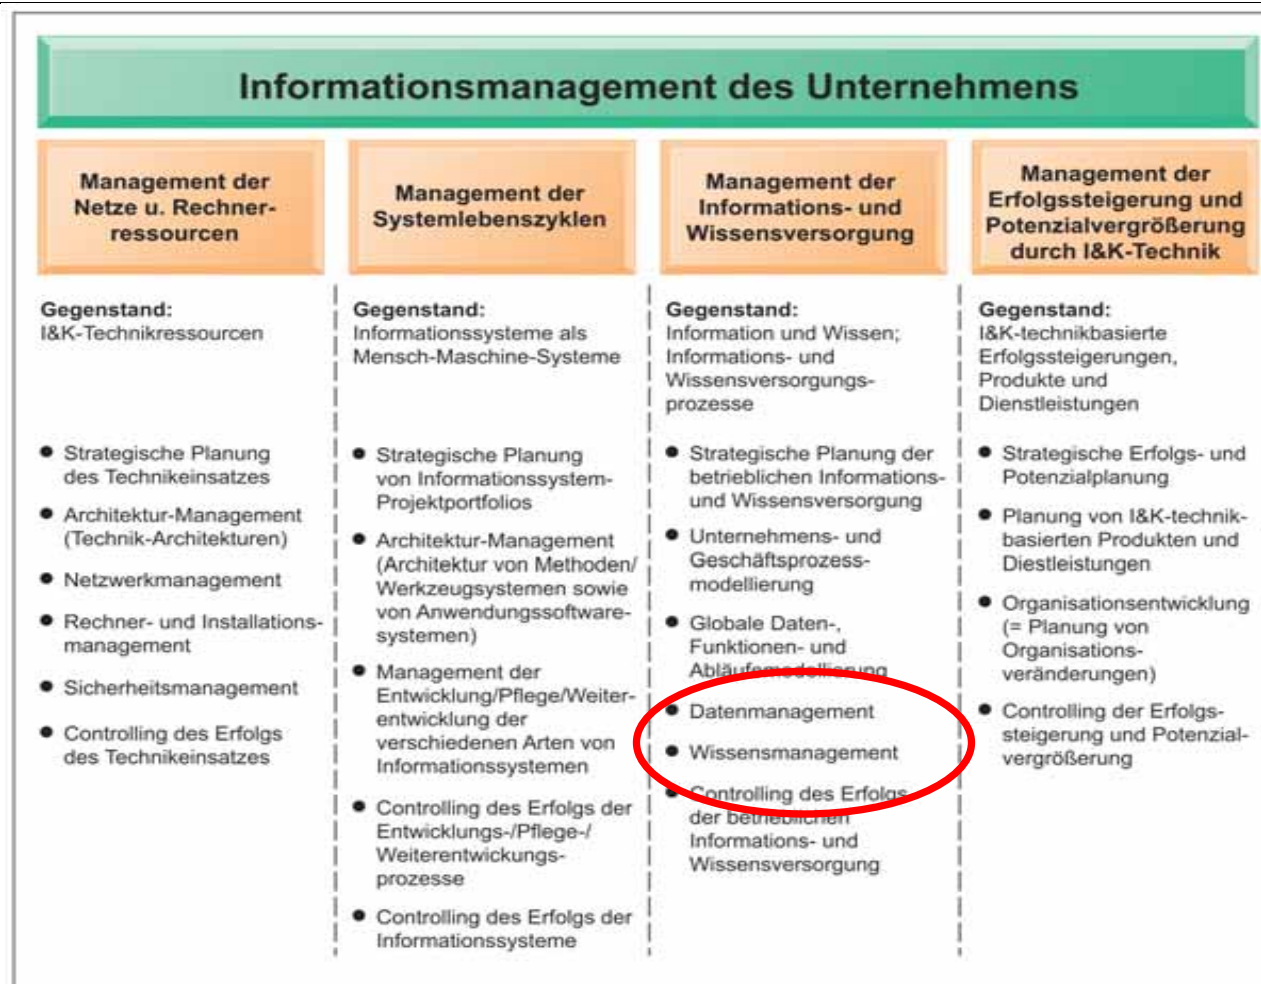 Informationsmanagement des Unternehmens
Management der
Netze u. Rechner-
ressourcen
Gegenstand:
I&K-Technikressourcen
● Strategische Planung
des Technikeinsatzes
● Architektur-Management
(Technik-Architekturen)
● Netzwerkmanagement
● Rechner- und Installations-
management
● Sicherheitsmanagement
● Controlling des Erfolgs
des Technikeinsatzes
Management der
Systemlebenszyklen
Gegenstand:
Informationssysteme als
Mensch-Maschine-Systeme
● Strategische Planung
von Informationssystem-
Projektportfolios
● Architektur-Management
(Architektur von Methoden/
Werkzeugsystemen sowie
von Anwendungssoftware-
systemen)
● Management der
Entwicklung/Pflege/Weiter-
entwicklung der
verschiedenen Arten von
Informationssystemen
● Controlling des Erfolgs der
Entwicklungs-/Pflege-/
Weiterentwickungs-
prozesse
● Controlling des Erfolgs der
Informationssysteme
Management der
Informations- und
Wissensversorgung
Gegenstand:
Information und Wissen;
Informations- und
Wissensversorgungs-
prozesse
● Strategische Planung der
betrieblichen Informations-
und Wissensversorgung
● Unternehmens- und
Geschäftsprozess-
modellierung
● Globale Daten-,
Funktionen- und
Abläufemodellierung
● Datenmanagement
● Wissensmanagement
● Controlling des Erfolgs
der betrieblichen
Informations- und
Wissensversorgung
Management der
Erfolgssteigerung und
Potenzialvergrößerung
durch I&K-Technik
Gegenstand:
I&K-technikbasierte
Erfolgssteigerungen,
Produkte und
Dienstleistungen
● Strategische Erfolgs- und
Potenzialplanung
● Planung von I&K-technik-
basierten Produkten und
Diestleistungen
● Organisationsentwicklung
(= Planung von
Organisations-
veränderungen)
● Controlling der Erfolgs-
steigerung und Potenzial-
vergrößerung